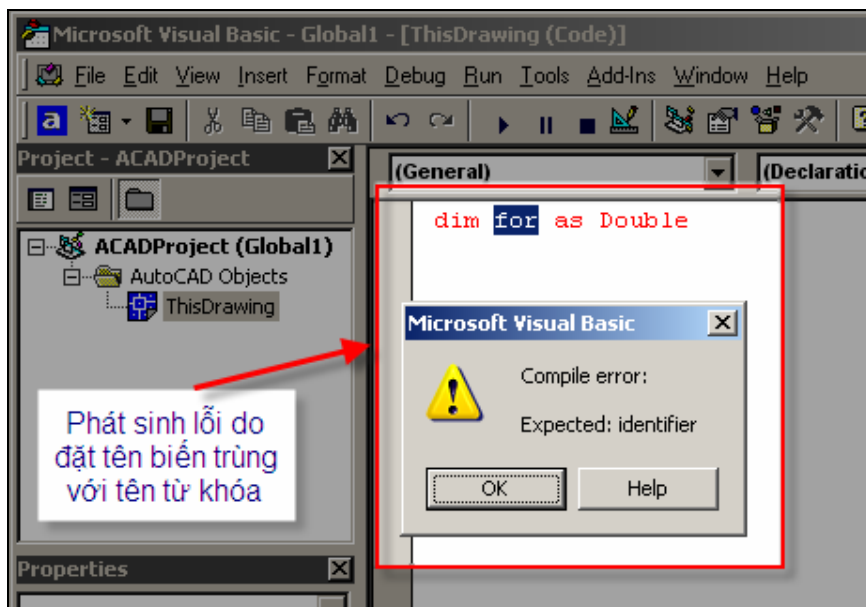 Microsoft Visual Basic - Global1 - [ThisDrawing (Code)]
File Edit View Insert Format Debug Run Tools Add-Ins Window Help
a
Project - ACADProject
(General)
(Declaratio
dim for as Double
ACADProject (Global1)
AutoCAD Objects
ThisDrawing
Microsoft Visual Basic
Compile error:
Expected: identifier
OK
Help
Phát sinh lỗi do
đặt tên biến trùng
với tên từ khóa
Properties